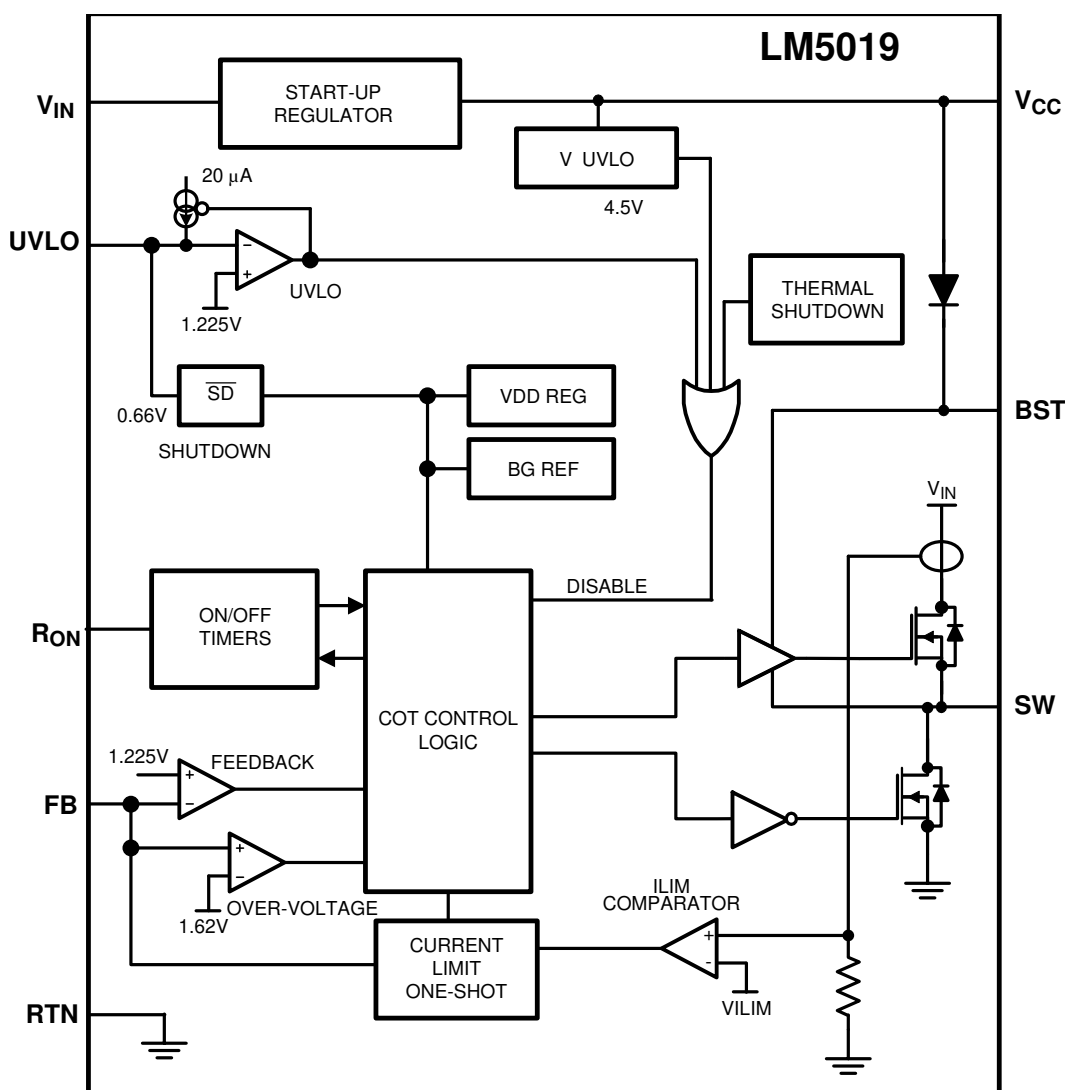 LM5019
VIN
START-UP
REGULATOR
VCC
V UVLO
4.5V
20 µA
UVLO
−
+
UVLO
1.225V
THERMAL
SHUTDOWN
SD
0.66V
SHUTDOWN
VDD REG
BG REF
BST
VIN
RON
ON/OFF
TIMERS
DISABLE
COT CONTROL
LOGIC
SW
1.225V
FEEDBACK
+
−
FB
+
−
1.62V
OVER-VOLTAGE
ILIM
COMPARATOR
+
-
VILIM
CURRENT
LIMIT
ONE-SHOT
RTN